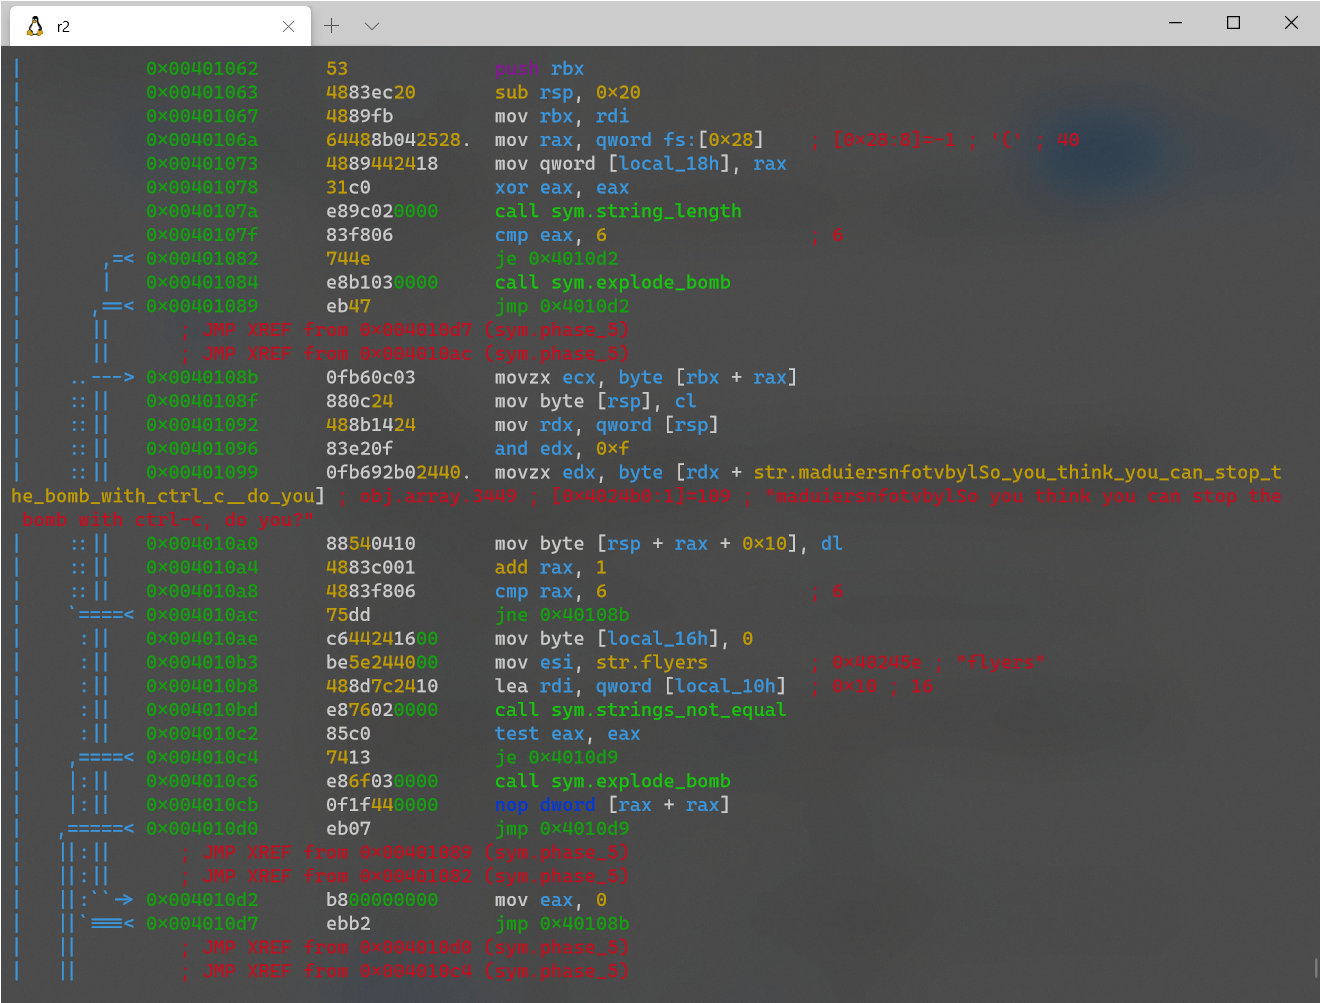 r2
0x00401062 53 push rbx
0x00401063 4883ec20 sub rsp, 0x20
0x00401067 4889fb mov rbx, rdi
0x0040106a 64488b042528. mov rax, qword fs:[0x28] ; [0x28:8]=-1 ; '(' ; 40
0x00401073 4889442418 mov qword [local_18h], rax
0x00401078 31c0 xor eax, eax
0x0040107a e89c020000 call sym.string_length
0x0040107f 83f806 cmp eax, 6 ; 6
,=< 0x00401082 744e je 0x4010d2
| 0x00401084 e8b1030000 call sym.explode_bomb
,==< 0x00401089 eb47 jmp 0x4010d2
|| ; JMP XREF from 0x004010d7 (sym.phase_5)
|| ; JMP XREF from 0x004010ac (sym.phase_5)
..---> 0x0040108b 0fb60c03 movzx ecx, byte [rbx + rax]
::|| 0x0040108f 880c24 mov byte [rsp], cl
::|| 0x00401092 488b1424 mov rdx, qword [rsp]
::|| 0x00401096 83e20f and edx, 0xf
::|| 0x00401099 0fb692b02440. movzx edx, byte [rdx + str.maduiersnfotvbylSo_you_think_you_can_stop_t
he_bomb_with_ctrl_c__do_you] ; obj.array.3449 ; [0x4024b0:1]=109 ; "maduiersnfotvbylSo you think you can stop the
bomb with ctrl-c, do you?"
::|| 0x004010a0 88540410 mov byte [rsp + rax + 0x10], dl
::|| 0x004010a4 4883c001 add rax, 1
::|| 0x004010a8 4883f806 cmp rax, 6 ; 6
`====< 0x004010ac 75dd jne 0x40108b
:|| 0x004010ae c644241600 mov byte [local_16h], 0
:|| 0x004010b3 be5e244000 mov esi, str.flyers ; 0x40245e ; "flyers"
:|| 0x004010b8 488d7c2410 lea rdi, qword [local_10h] ; 0x10 ; 16
:|| 0x004010bd e876020000 call sym.strings_not_equal
:|| 0x004010c2 85c0 test eax, eax
,====< 0x004010c4 7413 je 0x4010d9
|:|| 0x004010c6 e86f030000 call sym.explode_bomb
|:|| 0x004010cb 0f1f440000 nop dword [rax + rax]
,=====< 0x004010d0 eb07 jmp 0x4010d9
||:|| ; JMP XREF from 0x00401089 (sym.phase_5)
||:|| ; JMP XREF from 0x00401082 (sym.phase_5)
||:``-> 0x004010d2 b800000000 mov eax, 0
||`===< 0x004010d7 ebb2 jmp 0x40108b
|| ; JMP XREF from 0x004010d0 (sym.phase_5)
|| ; JMP XREF from 0x004010c4 (sym.phase_5)